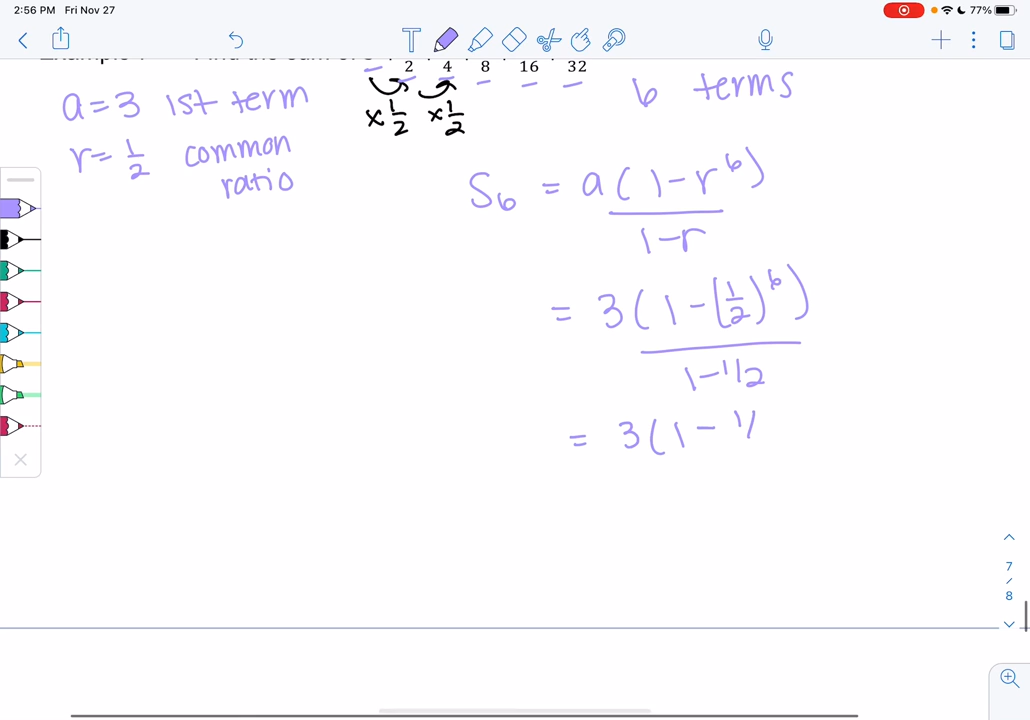 2:56 PM Fri Nov 27
77%
2 4 8 16 32
a=3 1st term
×1/2 ×1/2
6 terms
r=1/2 common
ratio
S₆ = a(1-r⁶)
1-r
= 3(1-(1/2)⁶)
1-1/2
= 3(1-1/
7
/
8